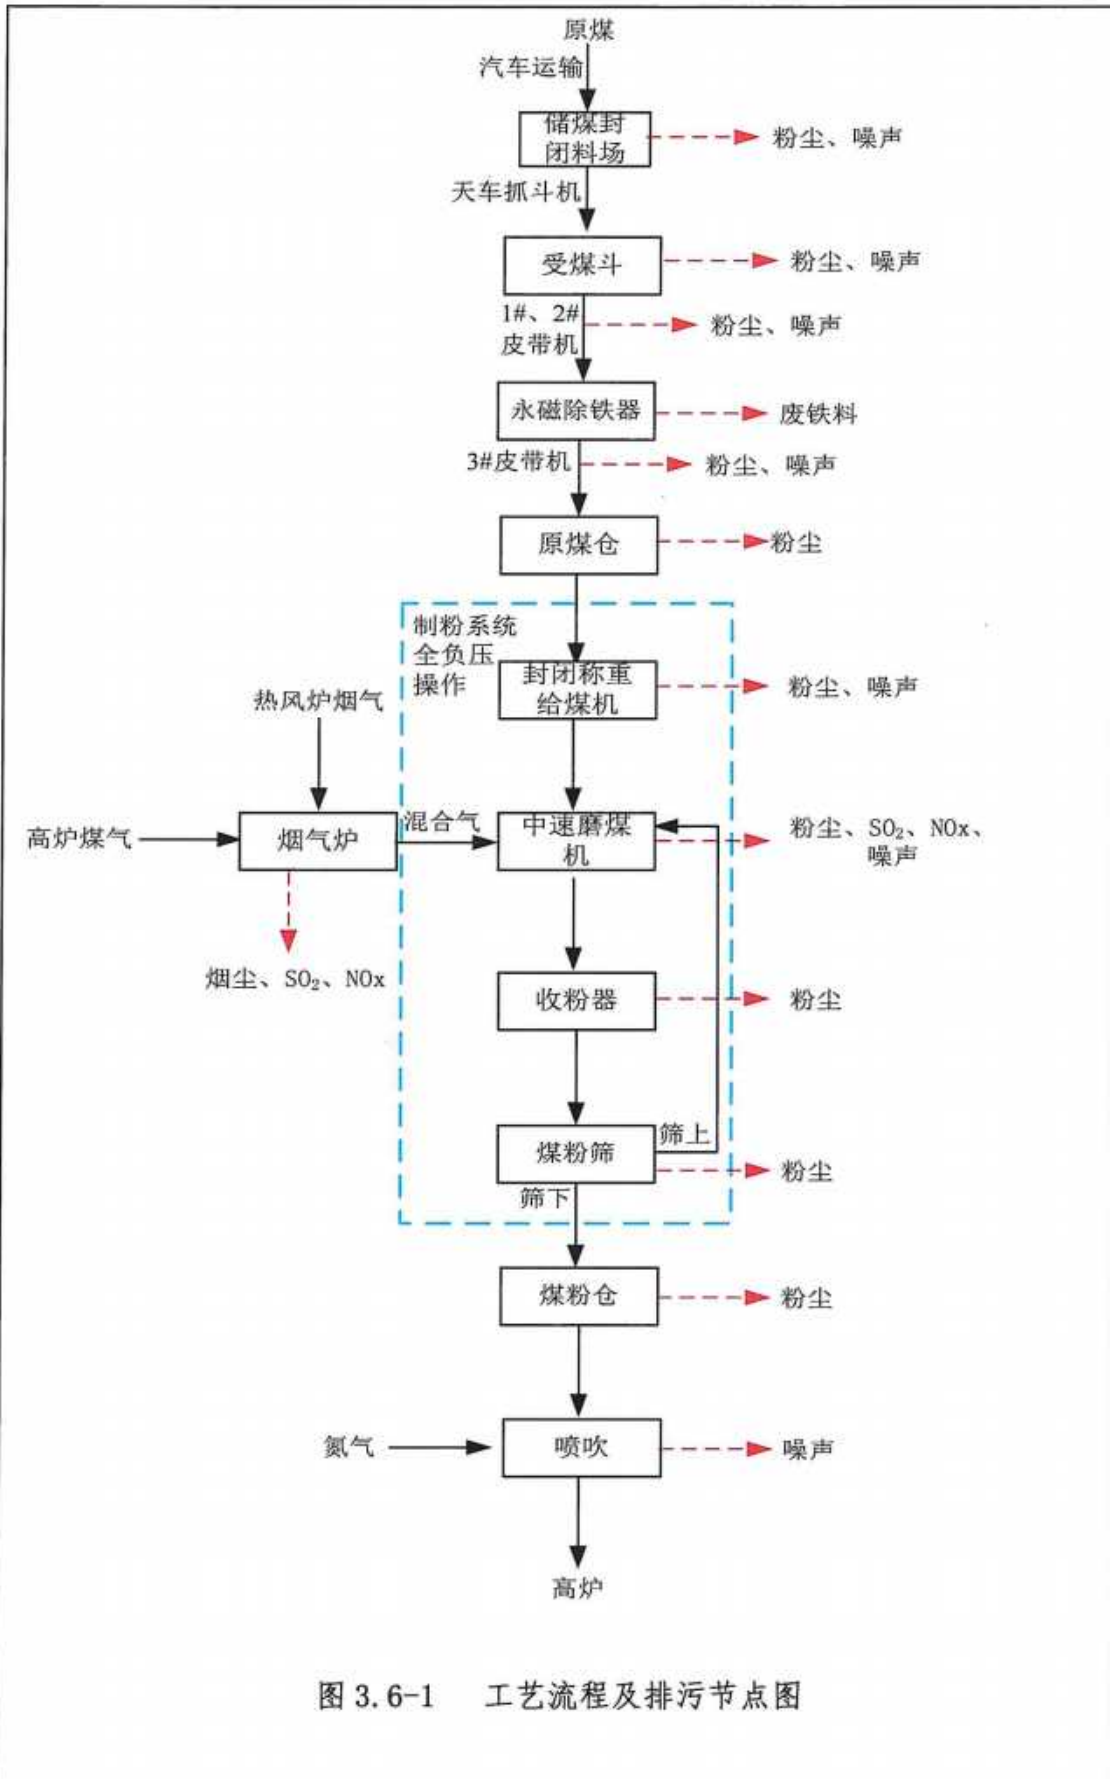 原煤
汽车运输
储煤封
闭料场
粉尘、噪声
天车抓斗机
受煤斗
粉尘、噪声
1#、2#
皮带机
粉尘、噪声
永磁除铁器
废铁料
3#皮带机
粉尘、噪声
原煤仓
粉尘
制粉系统
全负压
操作
封闭称重
给煤机
粉尘、噪声
热风炉烟气
高炉煤气
烟气炉
混合气
中速磨煤
机
粉尘、SO₂、NOx、
噪声
烟尘、SO₂、NOx
收粉器
粉尘
煤粉筛
筛上
粉尘
筛下
煤粉仓
粉尘
氮气
喷吹
噪声
高炉
图 3.6-1 工艺流程及排污节点图